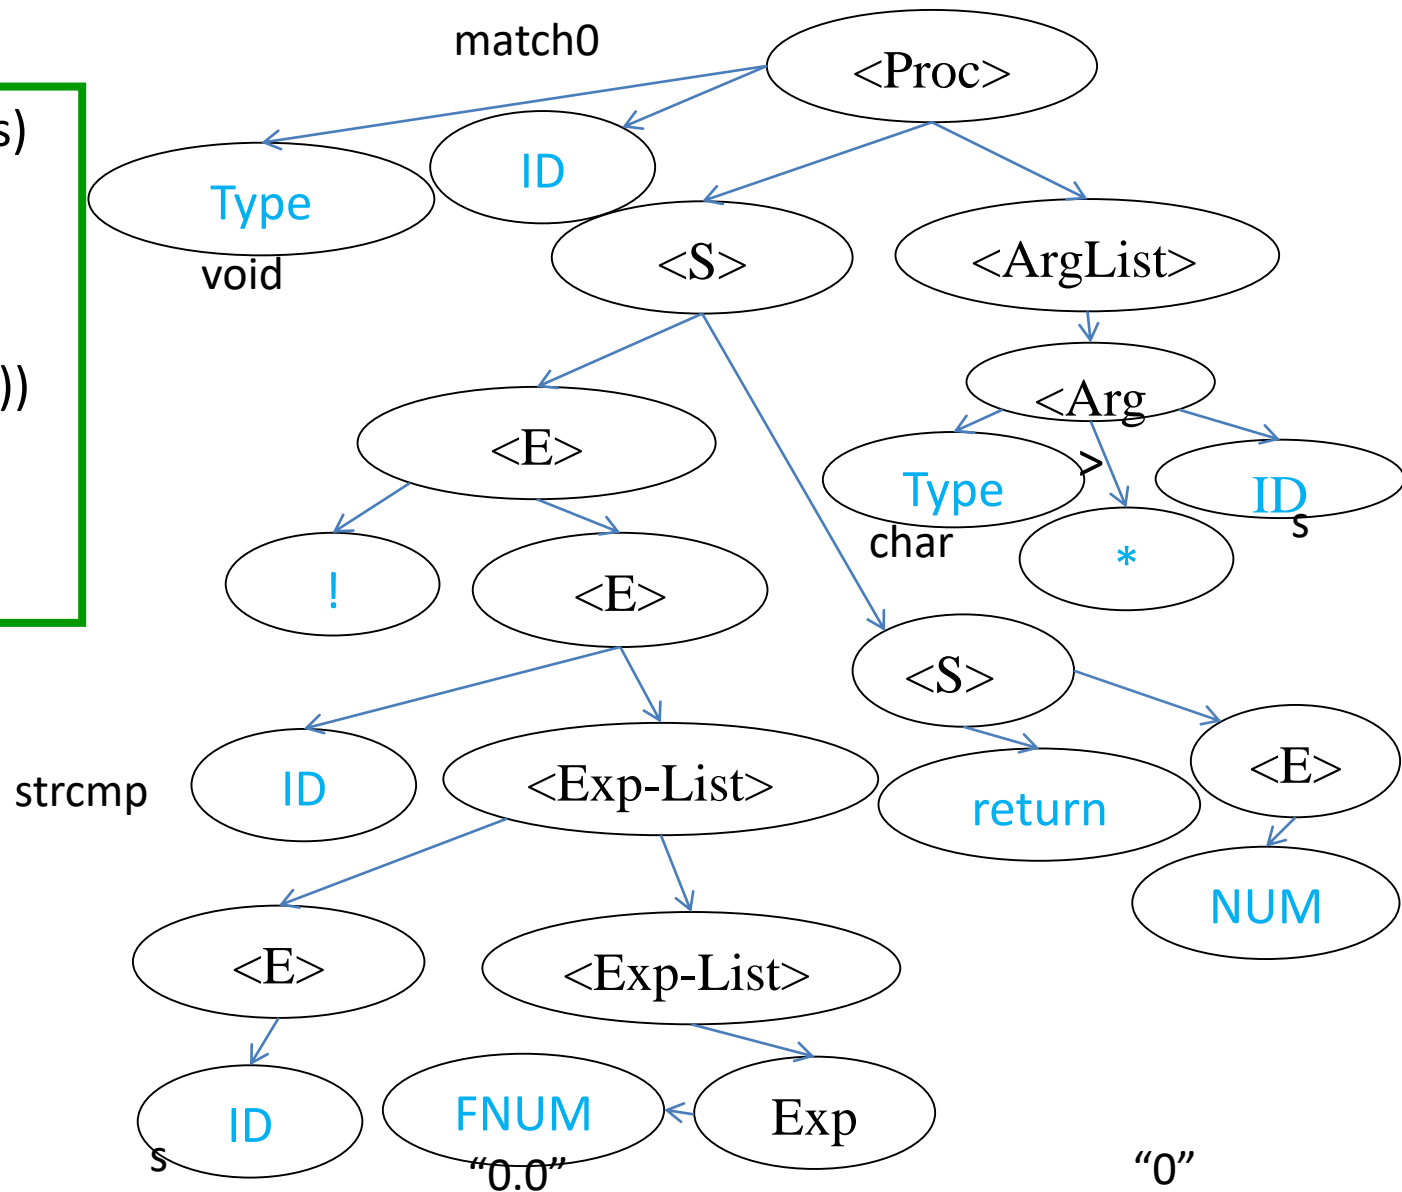 match0
<Proc>
s)
ID
Type
void
<S>
<ArgList>
))
<Arg
>
<E>
Type
char
ID
s
*
!
<E>
<S>
strcmp
ID
<Exp-List>
return
<E>
NUM
<E>
<Exp-List>
ID
s
FNUM
“0.0”
Exp
“0”